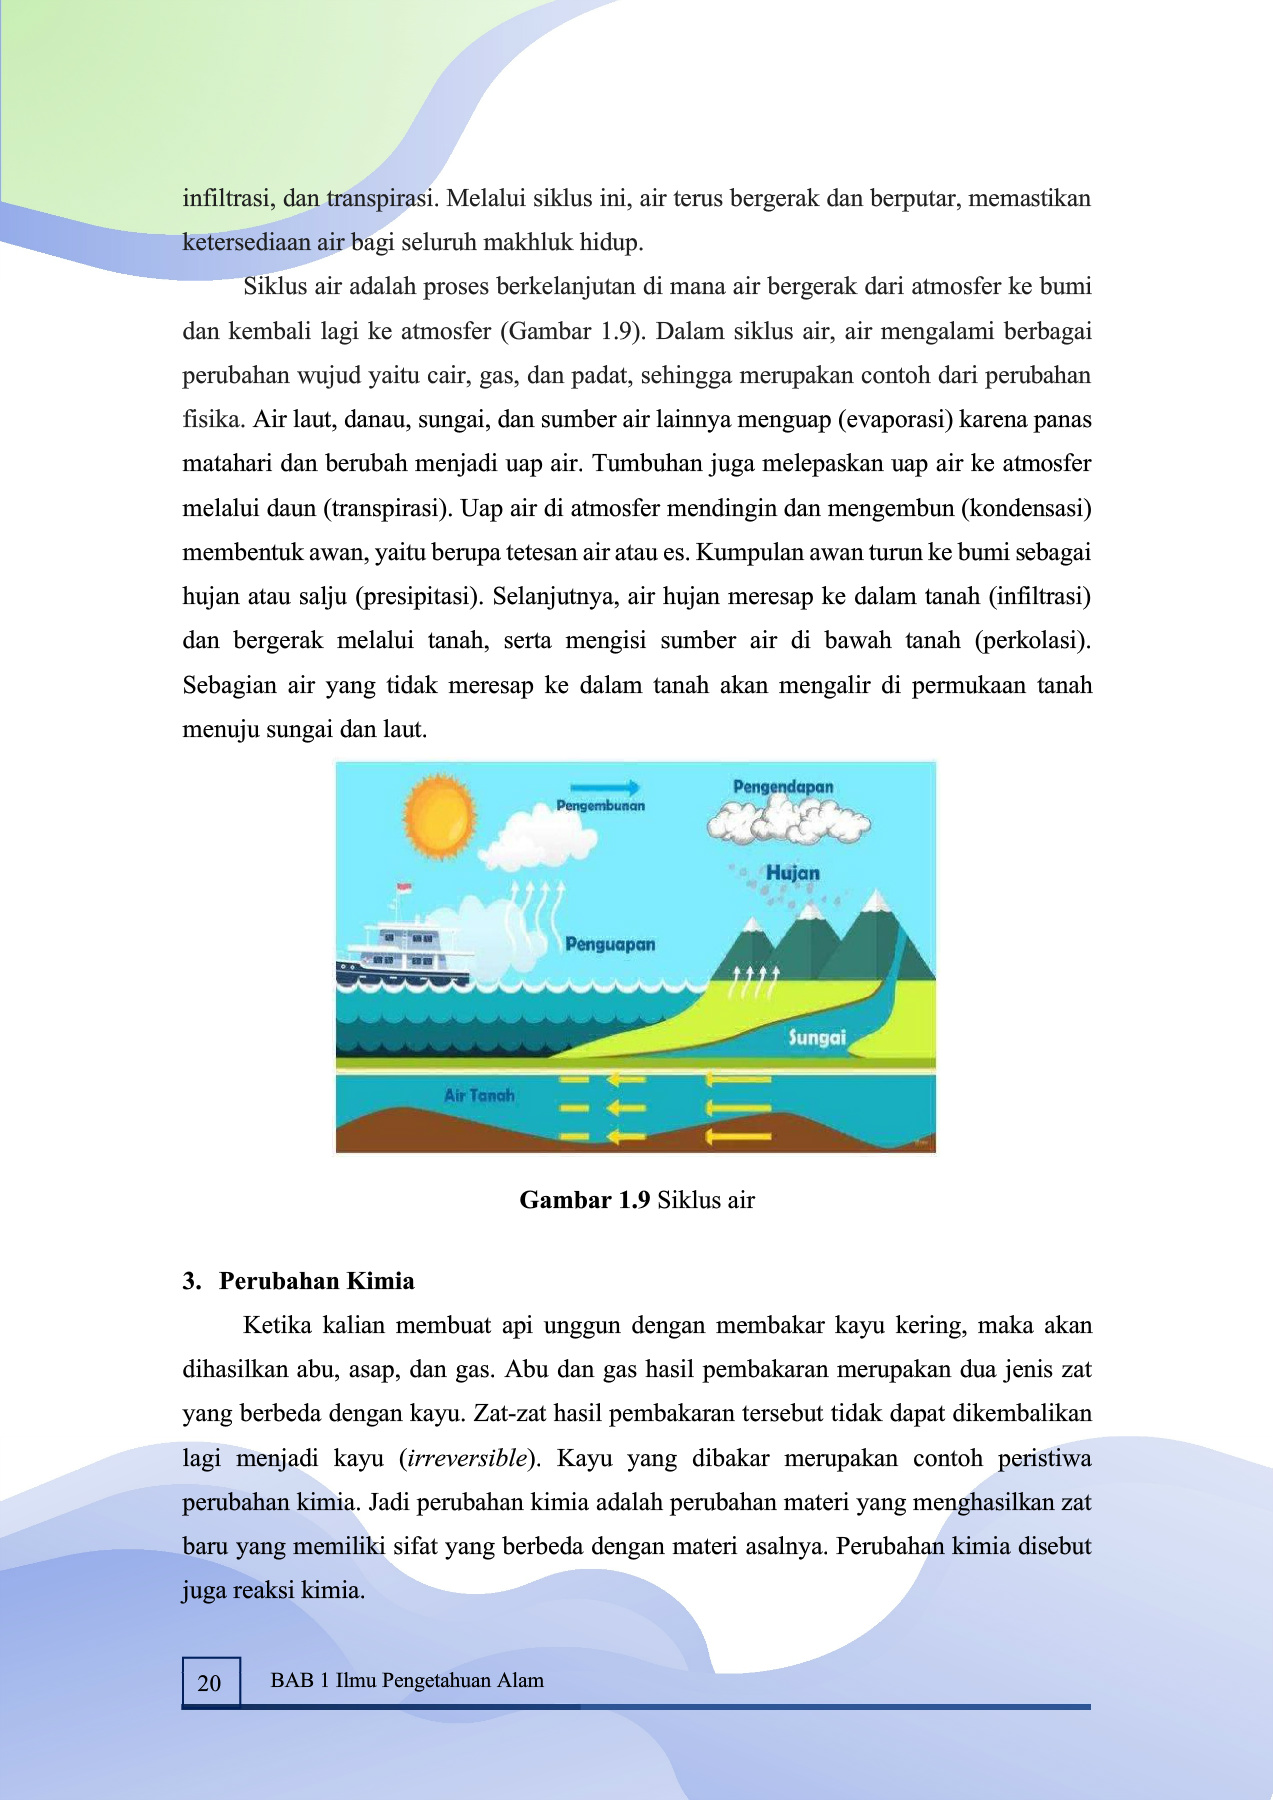 infiltrasi, dan transpirasi. Melalui siklus ini, air terus bergerak dan berputar, memastikan
ketersediaan air bagi seluruh makhluk hidup.
Siklus air adalah proses berkelanjutan di mana air bergerak dari atmosfer ke bumi
dan kembali lagi ke atmosfer (Gambar 1.9). Dalam siklus air, air mengalami berbagai
perubahan wujud yaitu cair, gas, dan padat, sehingga merupakan contoh dari perubahan
fisika. Air laut, danau, sungai, dan sumber air lainnya menguap (evaporasi) karena panas
matahari dan berubah menjadi uap air. Tumbuhan juga melepaskan uap air ke atmosfer
melalui daun (transpirasi). Uap air di atmosfer mendingin dan mengembun (kondensasi)
membentuk awan, yaitu berupa tetesan air atau es. Kumpulan awan turun ke bumi sebagai
hujan atau salju (presipitasi). Selanjutnya, air hujan meresap ke dalam tanah (infiltrasi)
dan bergerak melalui tanah, serta mengisi sumber air di bawah tanah (perkolasi).
Sebagian air yang tidak meresap ke dalam tanah akan mengalir di permukaan tanah
menuju sungai dan laut.
Pengendapan
Pengembunan
Hujan
Penguapan
Sungai
Air Tanah
Gambar 1.9 Siklus air
3. Perubahan Kimia
Ketika kalian membuat api unggun dengan membakar kayu kering, maka akan
dihasilkan abu, asap, dan gas. Abu dan gas hasil pembakaran merupakan dua jenis zat
yang berbeda dengan kayu. Zat-zat hasil pembakaran tersebut tidak dapat dikembalikan
lagi menjadi kayu (irreversible). Kayu yang dibakar merupakan contoh peristiwa
perubahan kimia. Jadi perubahan kimia adalah perubahan materi yang menghasilkan zat
baru yang memiliki sifat yang berbeda dengan materi asalnya. Perubahan kimia disebut
juga reaksi kimia.
20 BAB 1 Ilmu Pengetahuan Alam